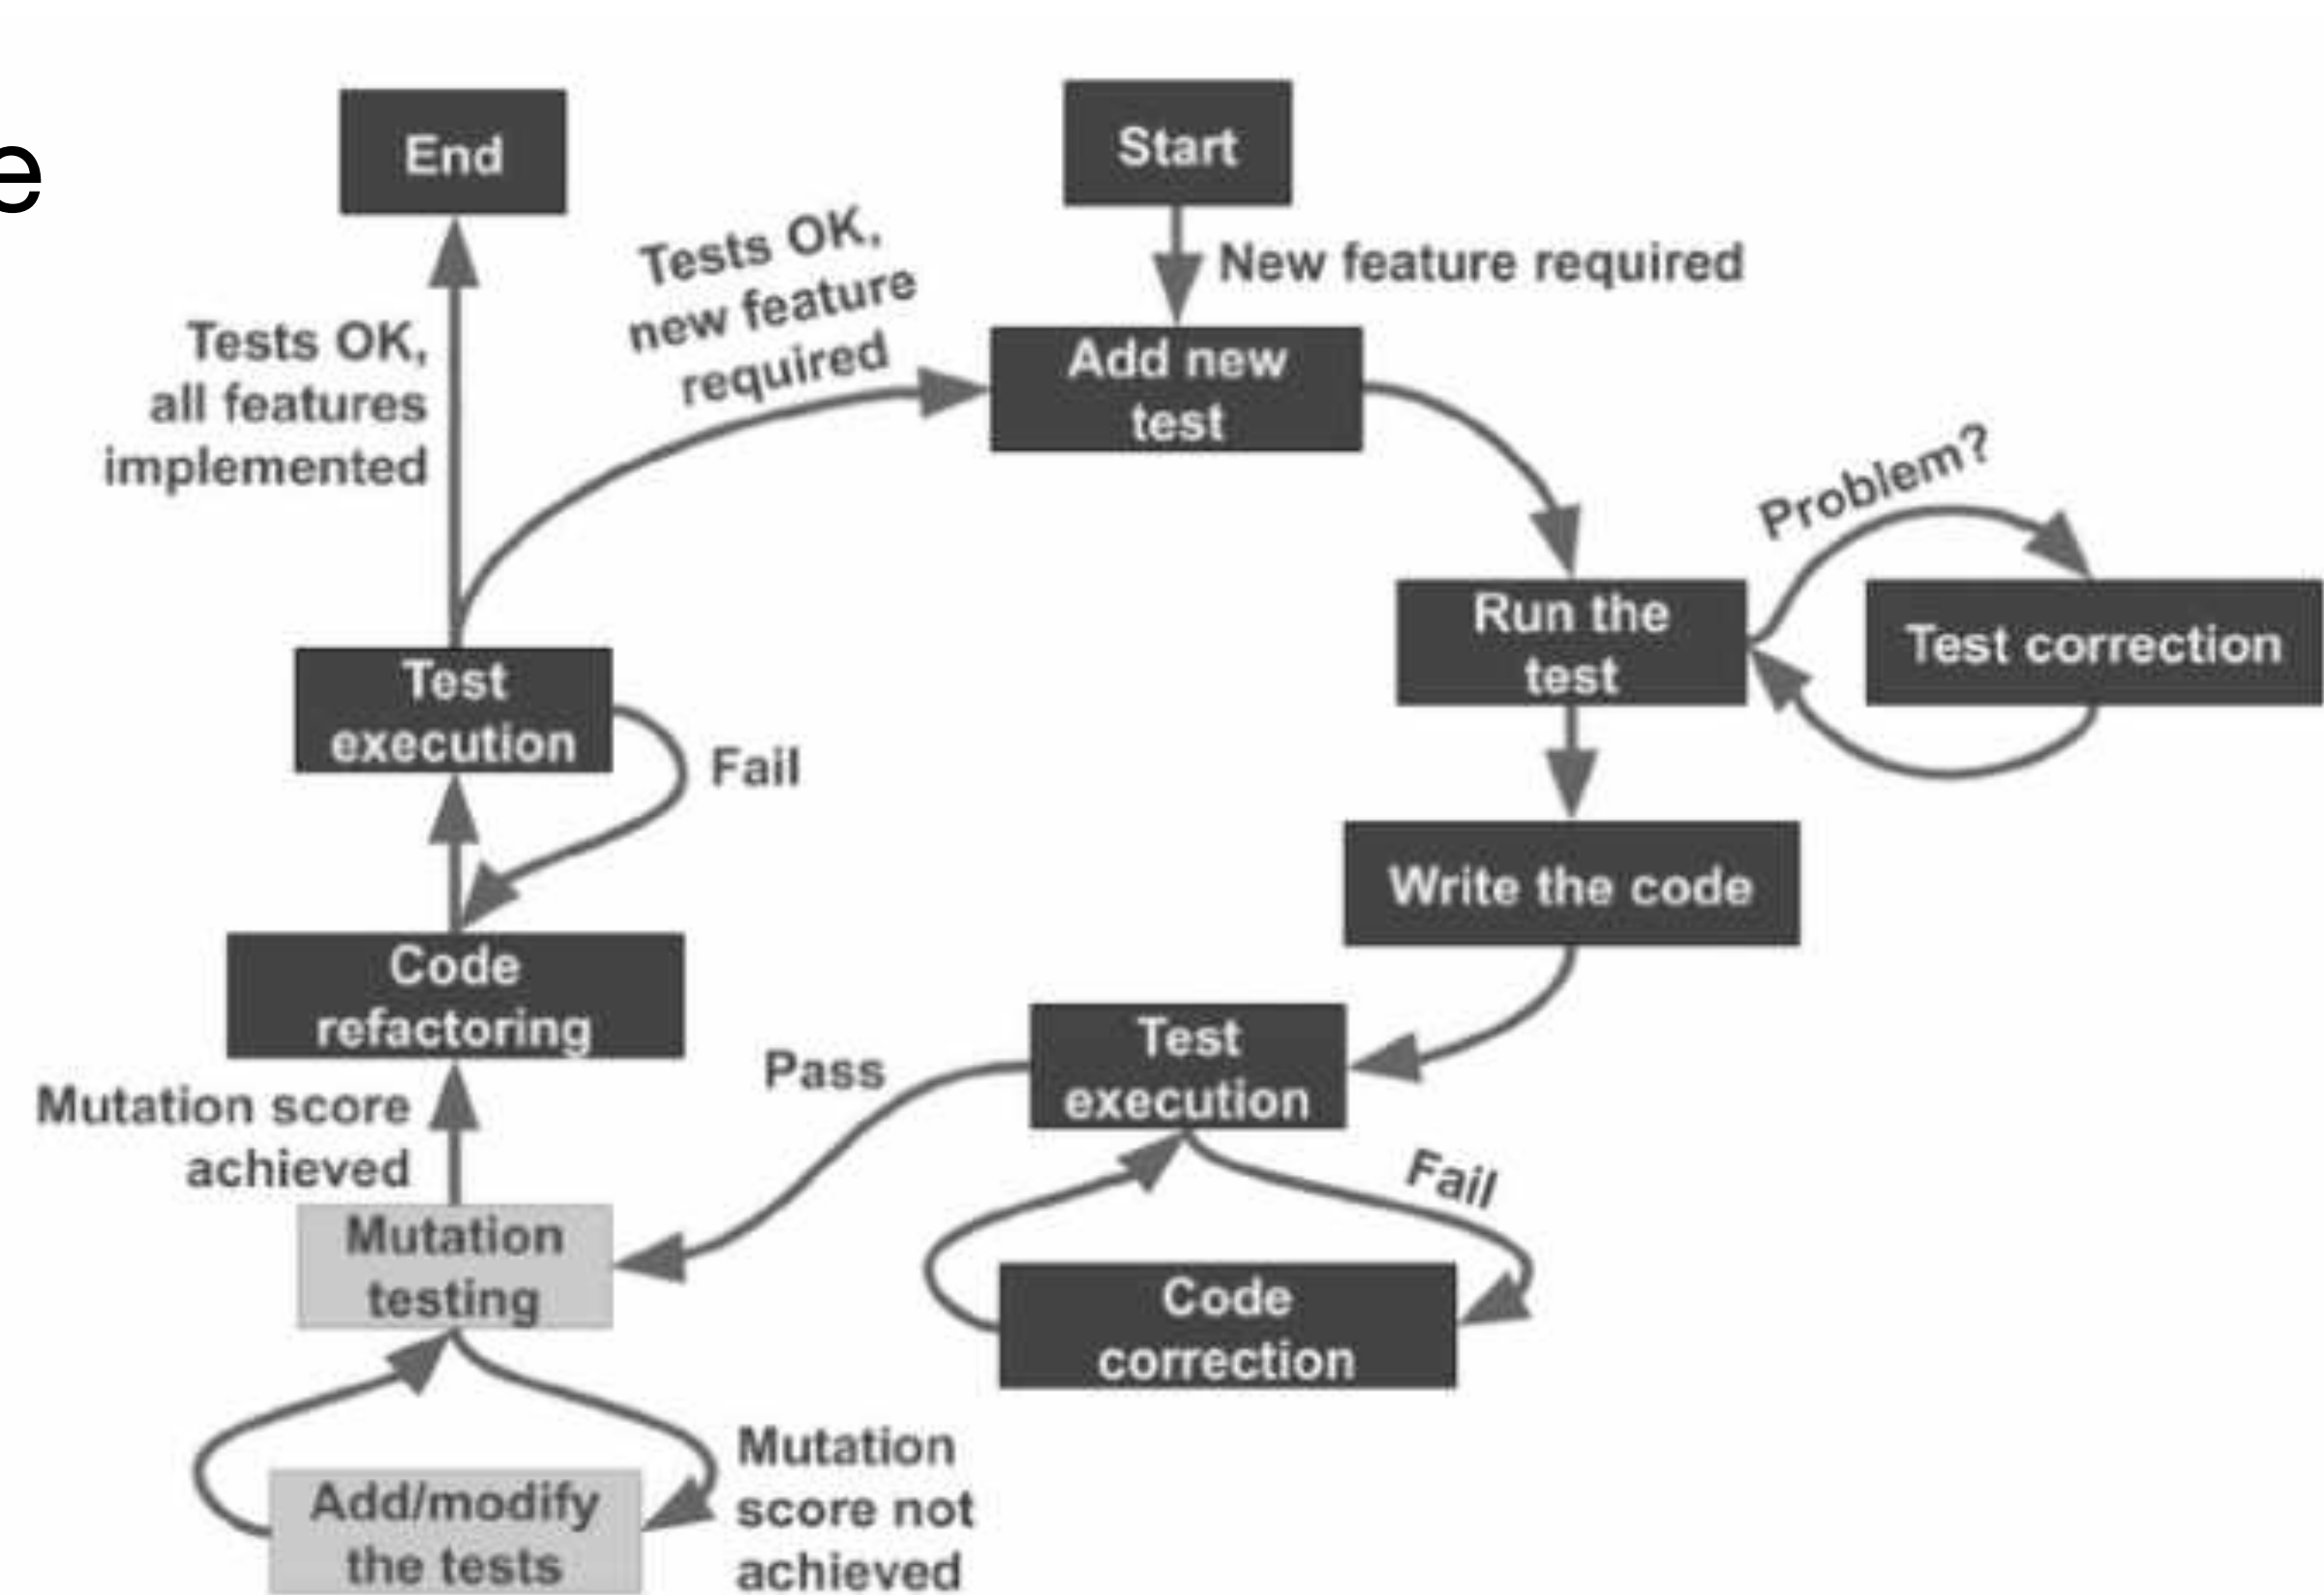 e
End
Start
Tests OK,
new feature
required
New feature required
Tests OK,
all features
implemented
Add new
test
Problem?
Run the
test
Test correction
Test
execution
Fail
Write the code
Code
refactoring
Test
execution
Pass
Mutation score
achieved
Fail
Mutation
testing
Code
correction
Mutation
score not
achieved
Add/modify
the tests